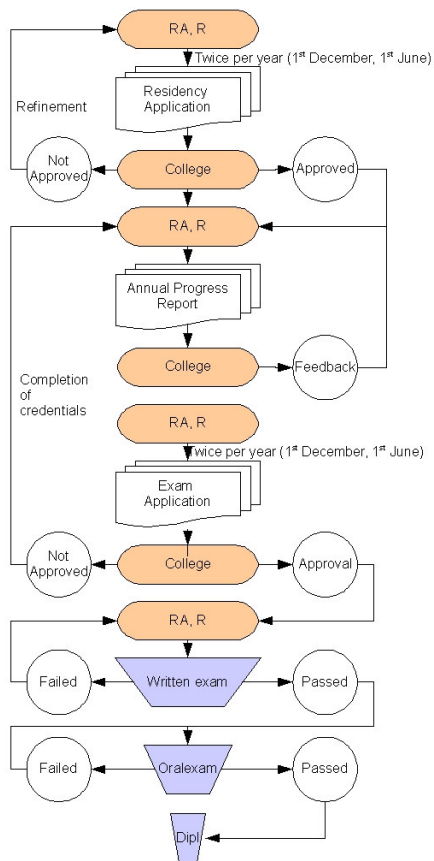 RA, R
Twice per year (1st December, 1st June)
Residency
Application
Refinement
Not
Approved
College
Approved
RA, R
Annual Progress
Report
College
Feedback
Completion
of
credentials
RA, R
Twice per year (1st December, 1st June)
Exam
Application
Not
Approved
College
Approval
RA, R
Failed
Written exam
Passed
Failed
Oralexam
Passed
Dipl